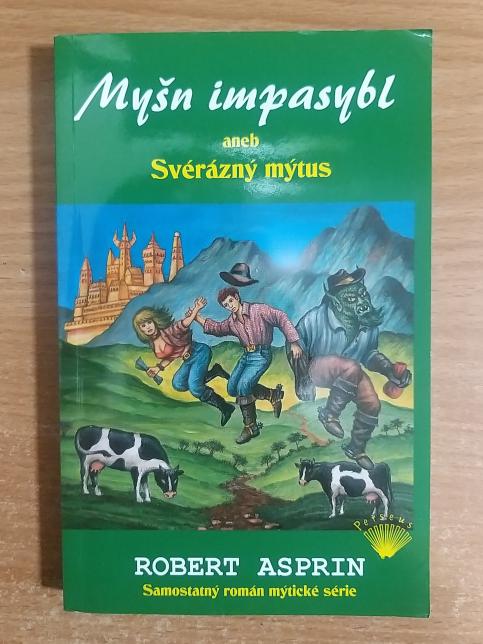 Myšn impasybl
aneb
Svérázný mýtus
Perseus
ROBERT ASPRIN
Samostatný román mýtické série